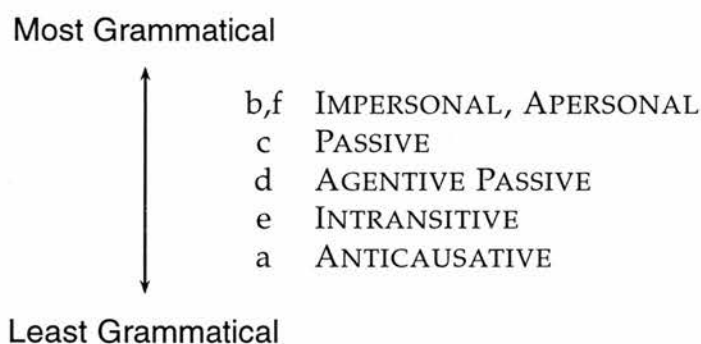 Most Grammatical
b,f IMPERSONAL, APERSONAL
c PASSIVE
d AGENTIVE PASSIVE
e INTRANSITIVE
a ANTICAUSATIVE
Least Grammatical